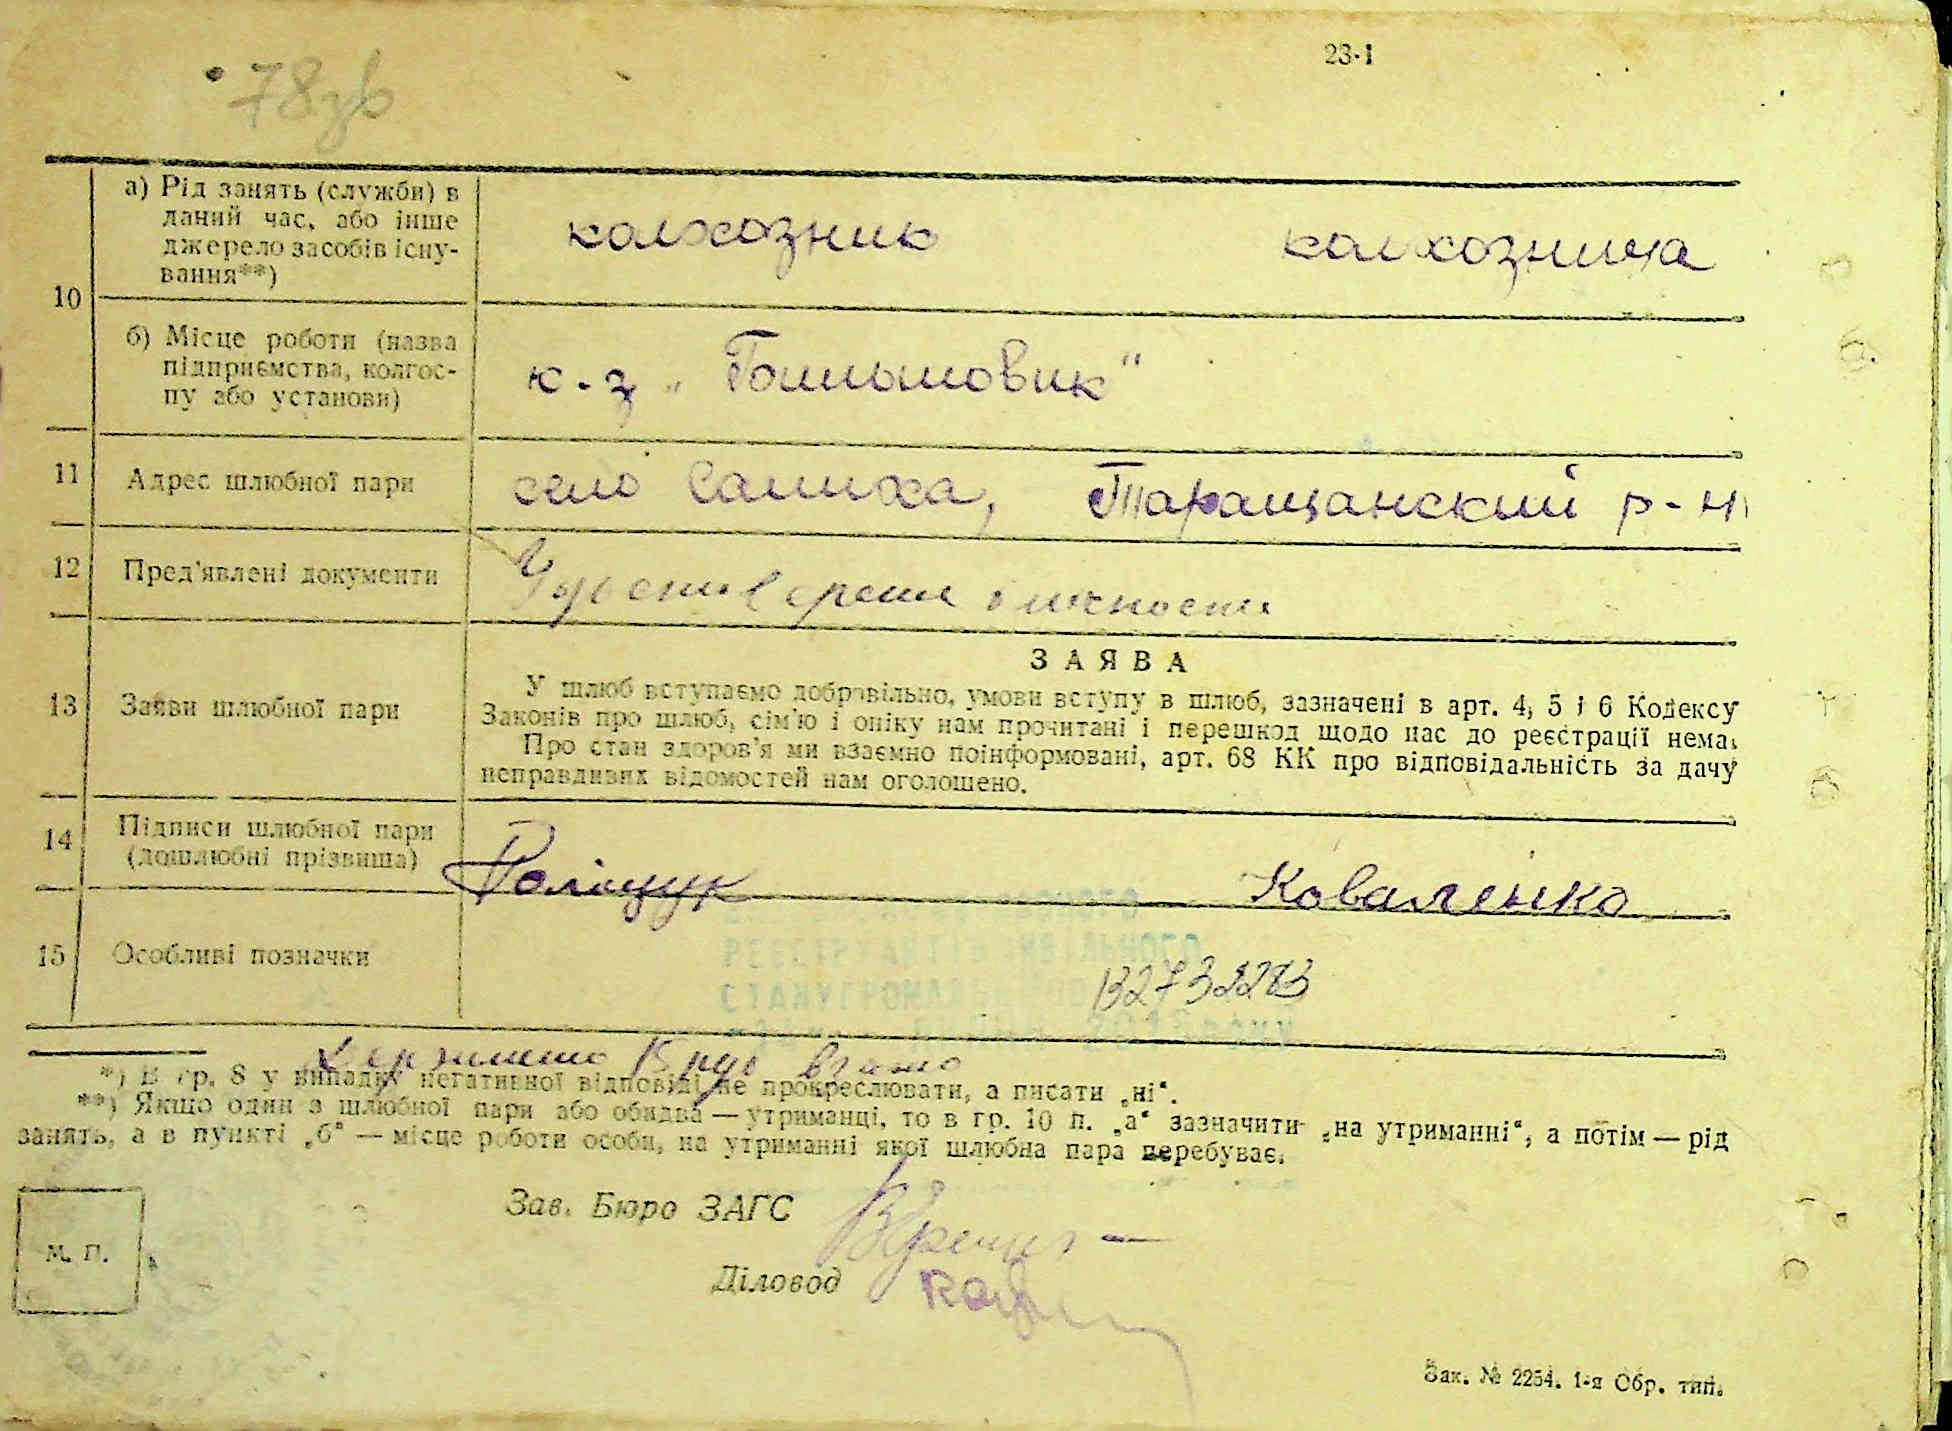 78зв
23-1
10
а) Рід занять (служби) в
даний час, або інше
джерело засобів існу-
вання**)
колхозник колхозница
б) Місце роботи (назва
підприємства, колгос-
пу або установи)
к-з „Большовик“
11 Адрес шлюбної пари село Салиха, Таращанский р-н
12 Пред'явлені документи личности
13 Заяви шлюбної пари
ЗАЯВА
У шлюб вступаємо добровільно, умови вступу в шлюб, зазначені в арт. 4, 5 і 6 Кодексу
Законів про шлюб, сім'ю і опіку нам прочитані і перешкод щодо нас до реєстрації нема.
Про стан здоров'я ми взаємно поінформовані, арт. 68 КК про відповідальність за дачу
неправдивих відомостей нам оголошено.
14 Підписи шлюбної пари
(дошлюбні прізвища)
Поліщук Коваленко
15 Особливі позначки
*) В гр. 8 у випадку негативної відповіді не прокреслювати, а писати „ні“.
**) Якщо один з шлюбної пари або обидва — утриманці, то в гр. 10 п. „а“ зазначити „на утриманні“, а потім — рід
занять, а в пункті „б“ — місце роботи особи, на утриманні якої шлюбна пара перебуває.
Зав. Бюро ЗАГС
М. П.
Діловод
Зак. № 2254. 1-я Обр. тип.